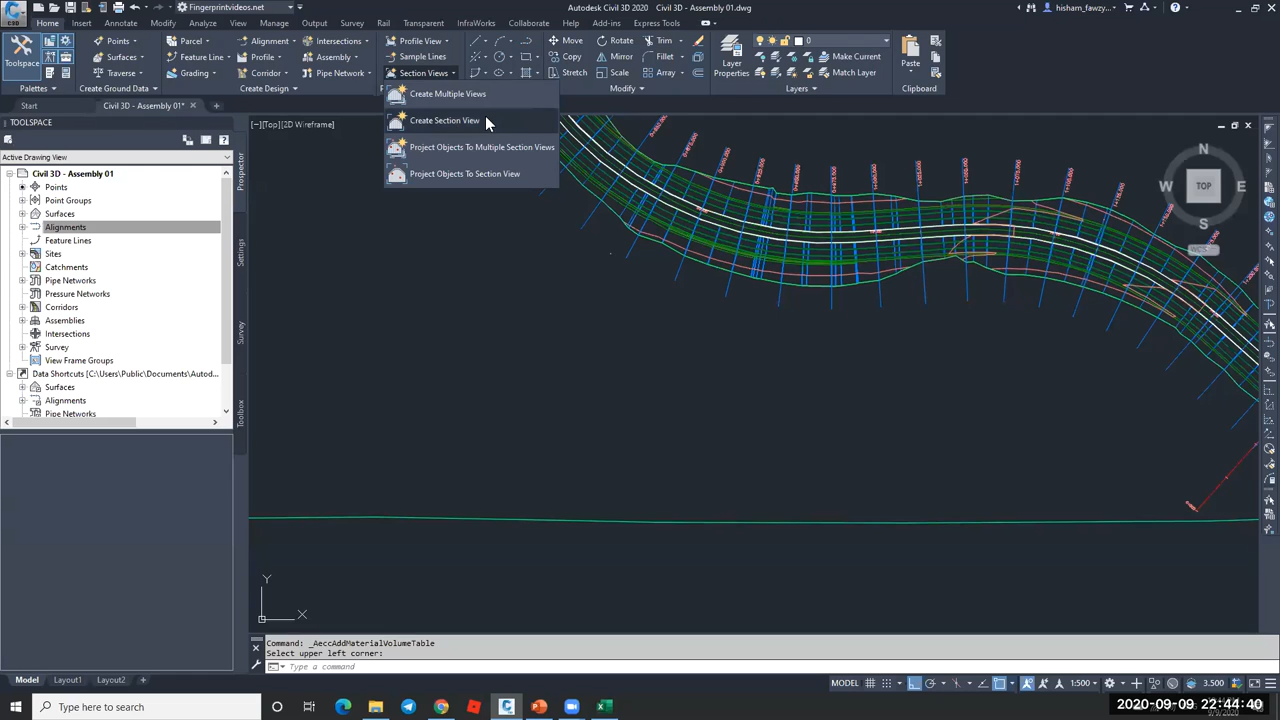 Fingerprintvideos.net
Autodesk Civil 3D 2020 - Civil 3D - Assembly 01.dwg
hisham_fawzy...
Home Insert Annotate Modify Analyze View Manage Output Survey Rail Transparent InfraWorks Collaborate Help Add-ins Express Tools
Toolspace
Points
Surfaces
Traverse
Parcel
Feature Line
Grading
Alignment
Profile
Corridor
Intersections
Assembly
Pipe Network
Profile View
Sample Lines
Section Views
Move Rotate Trim
Copy Mirror Fillet
Stretch Scale Array
Layer
Properties
0
Make Current
Match Layer
Paste
Palettes
Create Design
Modify
Layers
Clipboard
Create Multiple Views
Create Section View
Project Objects To Multiple Section Views
Project Objects To Section View
Start
Civil 3D - Assembly 01*
[−][Top][2D Wireframe]
TOOLSPACE
Active Drawing View
Civil 3D - Assembly 01
Points
Point Groups
Surfaces
Alignments
Feature Lines
Sites
Catchments
Pipe Networks
Pressure Networks
Corridors
Assemblies
Intersections
Survey
View Frame Groups
Data Shortcuts [C:\Users\Public\Documents\Autod...
Surfaces
Alignments
Pipe Networks
Prospector
Settings
Survey
Toolbox
N
W TOP E
S
Y
X
Command: _AeccAddMaterialVolumeTable
Select upper left corner:
Type a command
Model Layout1 Layout2
MODEL
1:500
3.500
Type here to search
2020-09-09 22:44:40